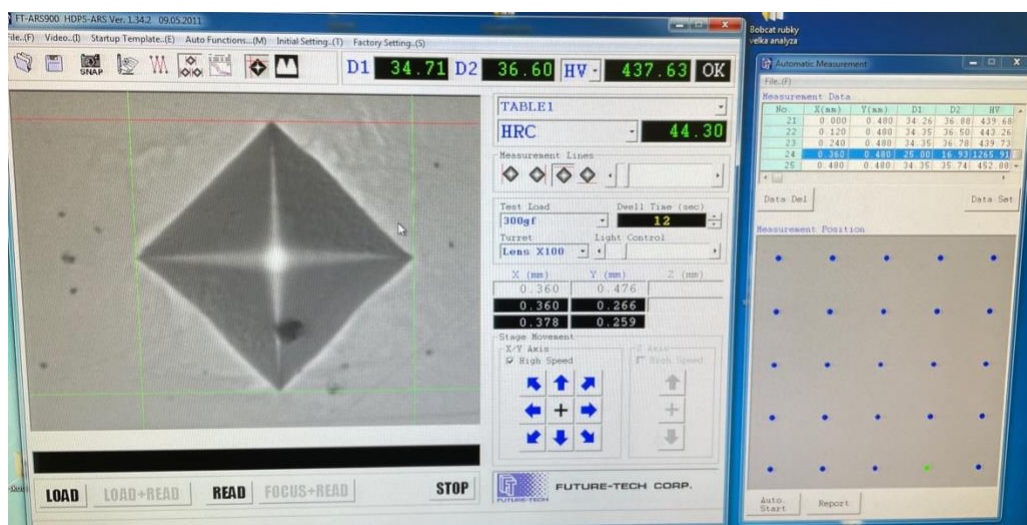 FT-ARS900 HDPS-ARS Ver. 1.34.2 09.05.2011
File..(F) Video..(I) Startup Template..(E) Auto Functions...(M) Initial Setting..(T) Factory Setting..(S)
SNAP
D1 34.71 D2 36.60 HV 437.63 OK
TABLE1
HRC 44.30
Measurement Lines
Test Load Dwell Time (sec)
300gf 12
Turret Light Control
Lens X100
X (mm) Y (mm) Z (mm)
0.360 0.476
0.360 0.266
0.378 0.259
Stage Movement
X/Y Axis Z Axis
High Speed High Speed
LOAD LOAD+READ READ FOCUS+READ STOP
FT
FUTURE-TECH
FUTURE-TECH CORP.
Bobcat rubky
velka analyza
Automatic Measurement
File..(F)
Measurement Data
No X(mm) Y(mm) D1 D2 HV
21 0.000 0.480 34.26 36.88 439.68
22 0.120 0.480 34.35 36.50 443.26
23 0.240 0.480 34.35 36.78 439.73
24 0.360 0.480 25.00 16.93 1265.91
25 0.480 0.480 34.35 35.74 452.88
Data Del Data Set
Measurement Position
Auto
Start
Report